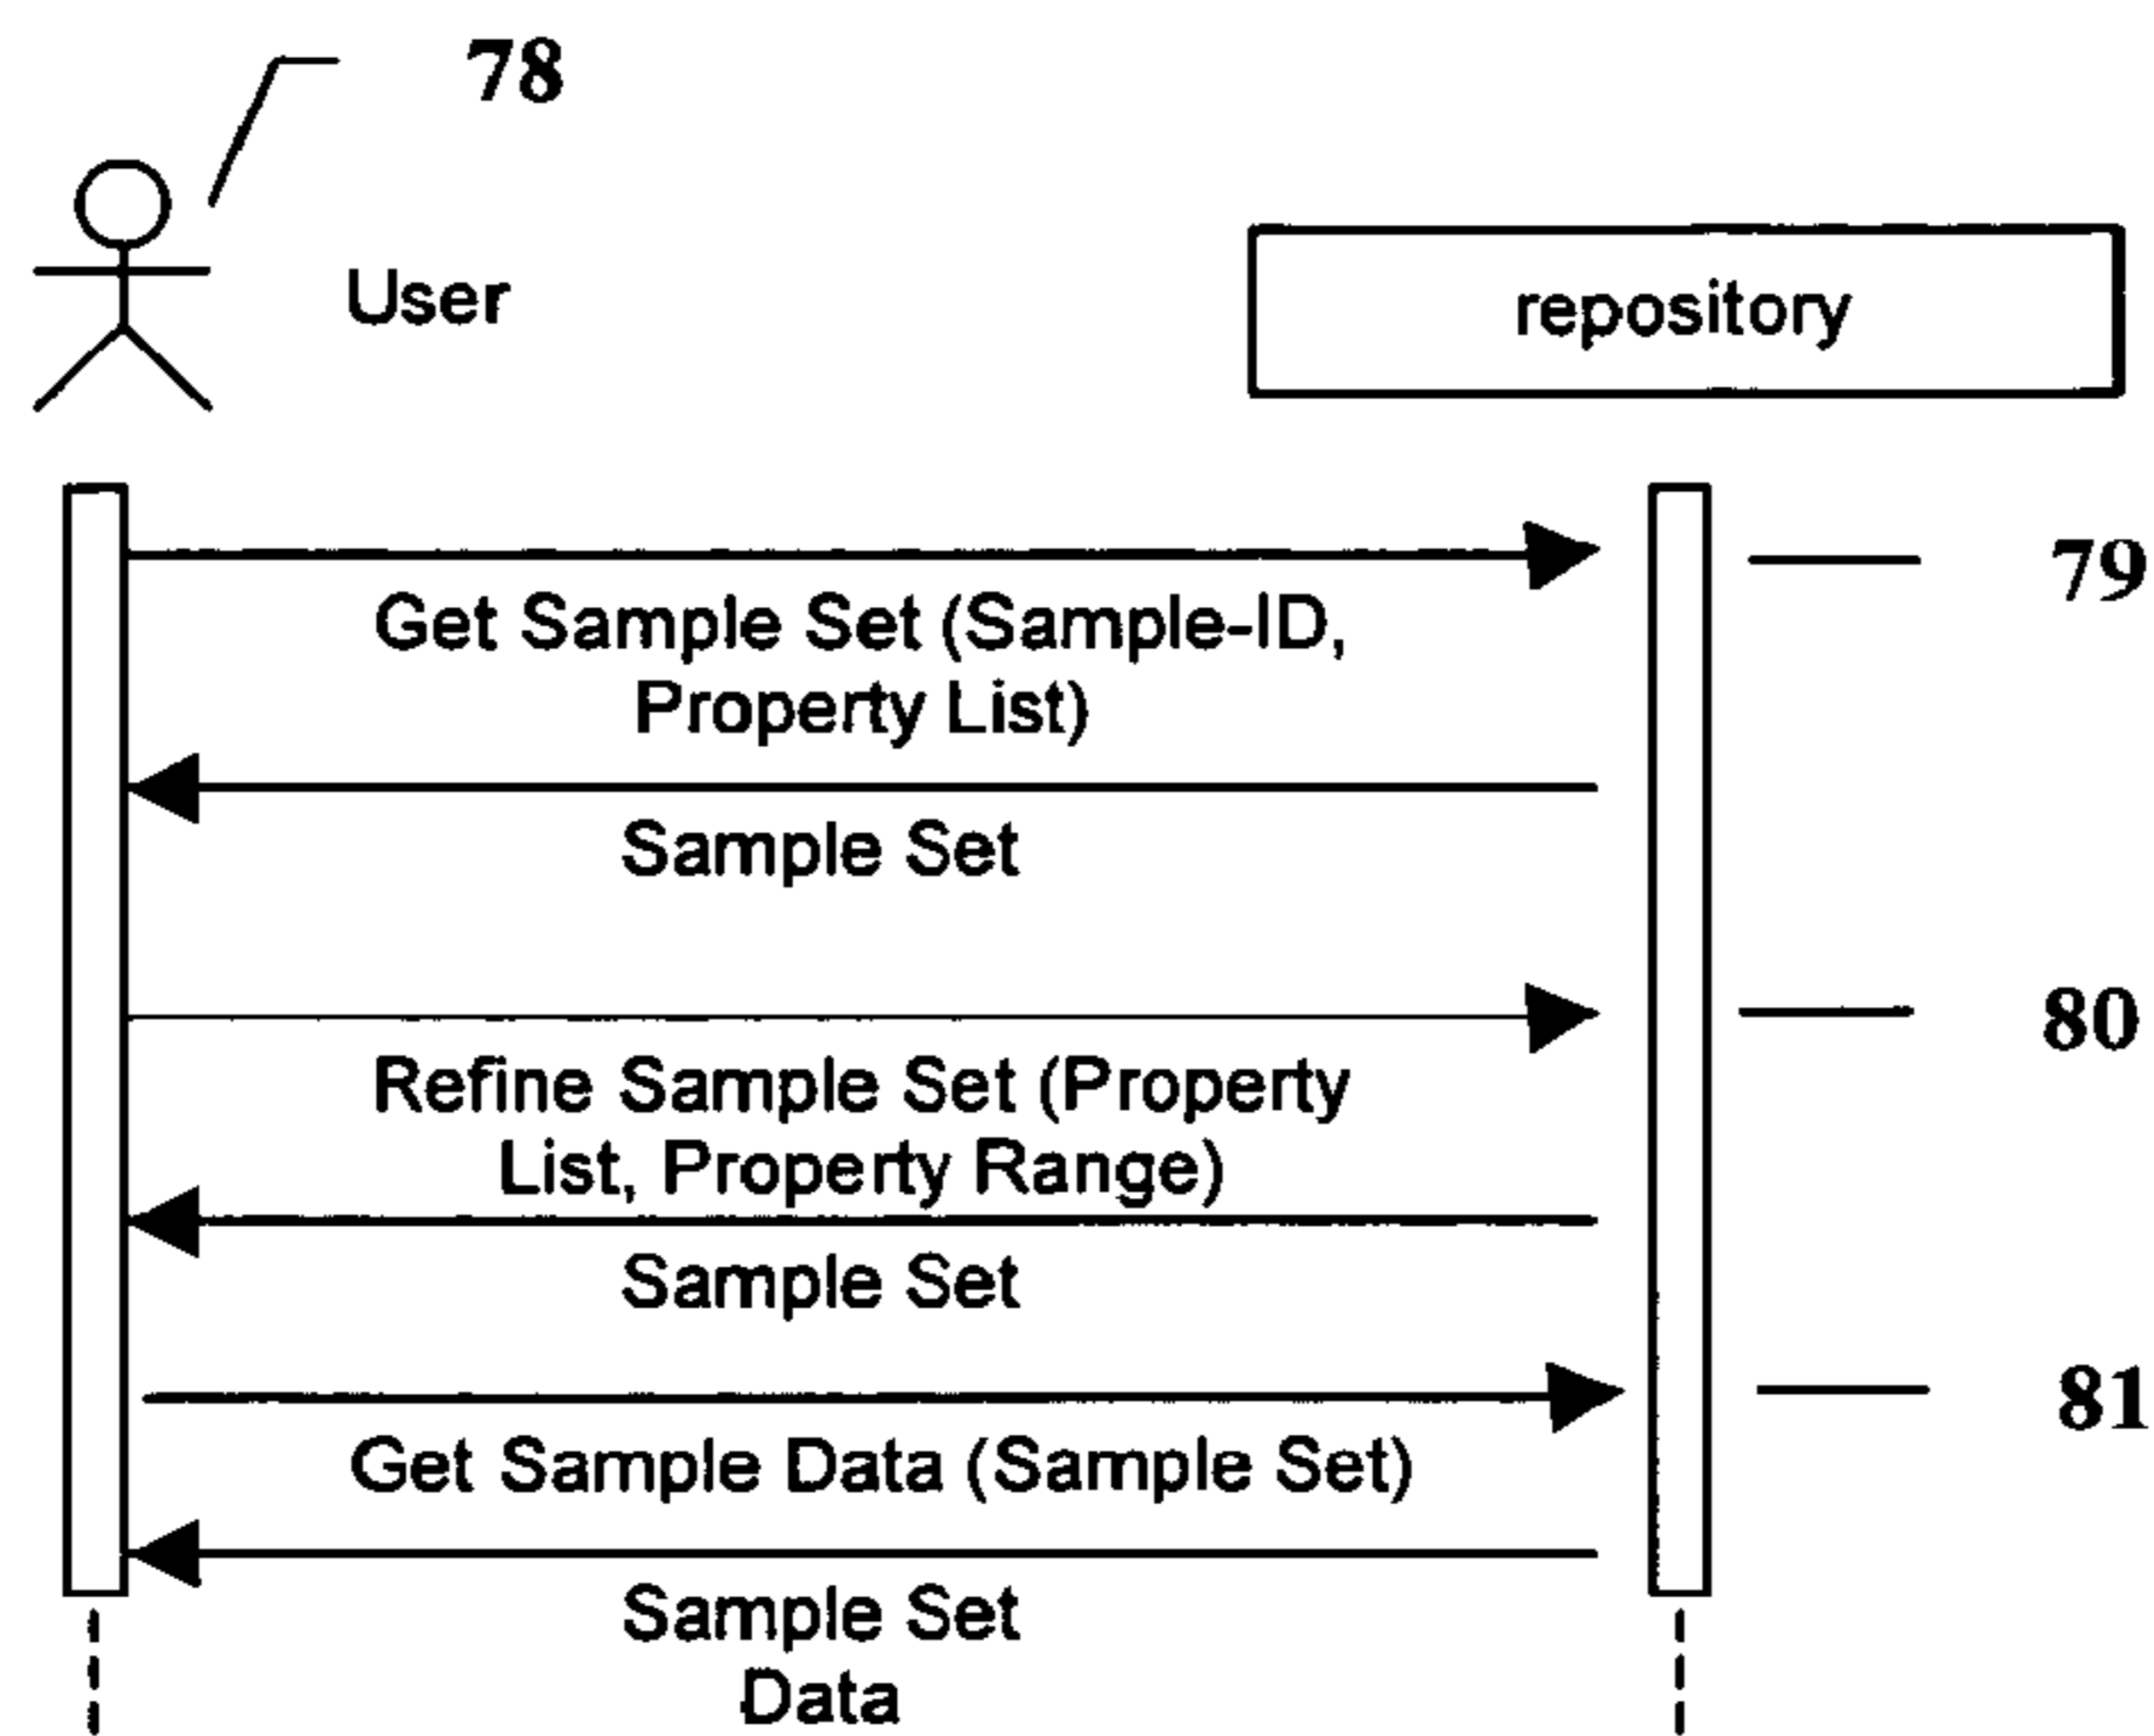 78
User
repository
79
Get Sample Set (Sample-ID,
Property List)
Sample Set
80
Refine Sample Set (Property
List, Property Range)
Sample Set
81
Get Sample Data (Sample Set)
Sample Set
Data